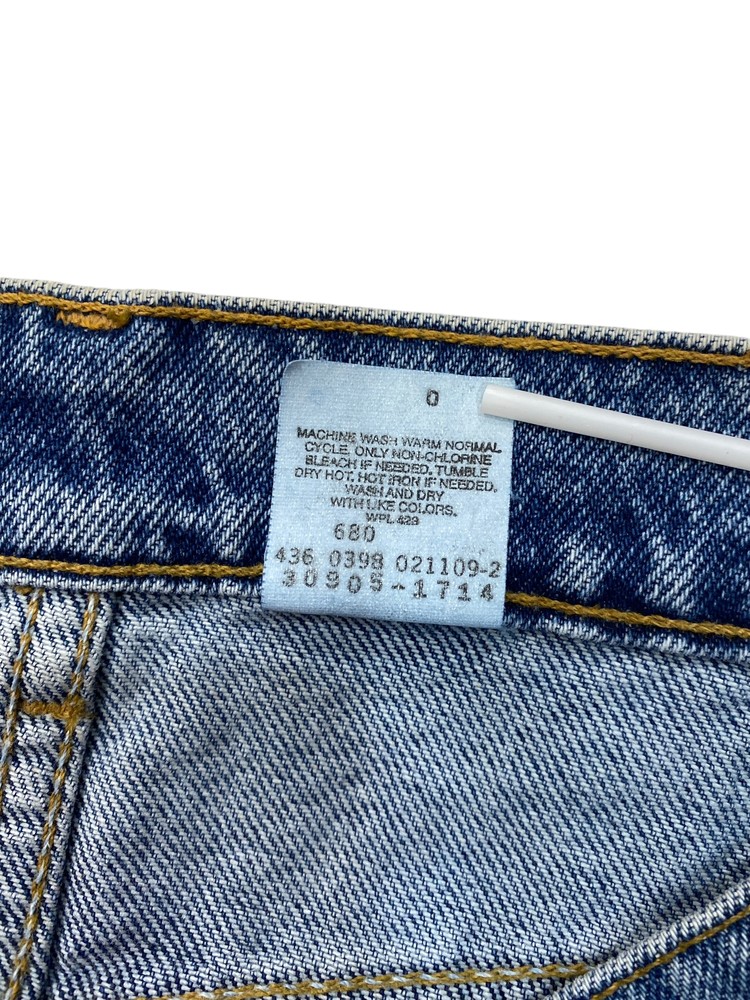 0
MACHINE WASH WARM NORMAL
CYCLE. ONLY NON-CHLORINE
BLEACH IF NEEDED. TUMBLE
DRY HOT. HOT IRON IF NEEDED.
WASH AND DRY
WITH LIKE COLORS.
WPL 423
680
436 0398 021109-2
30905-1714